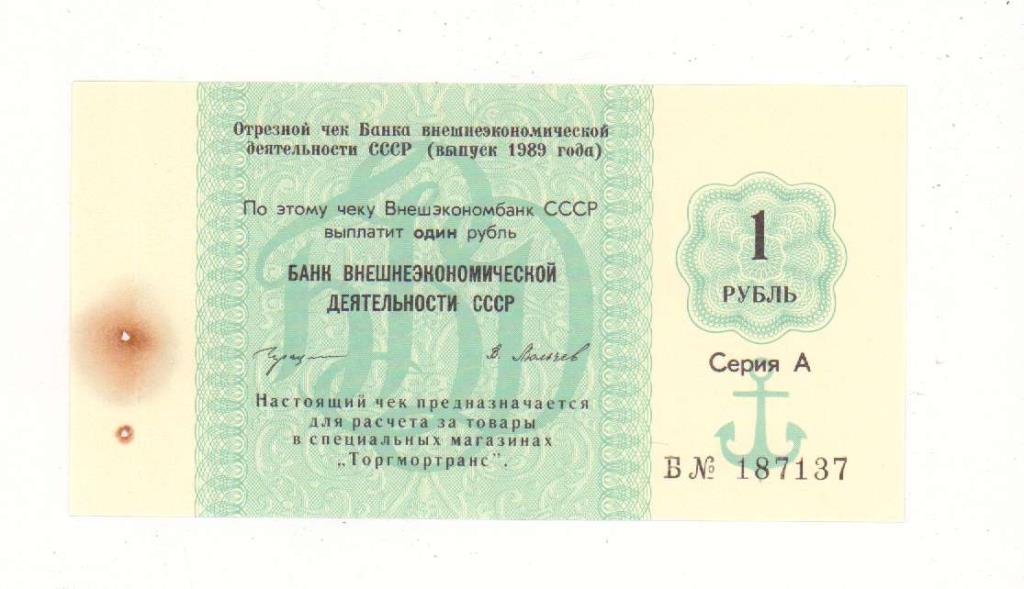 Отрезной чек Банка внешнеэкономической
деятельности СССР (выпуск 1989 года)
По этому чеку Внешэкономбанк СССР
выплатит один рубль
БАНК ВНЕШНЕЭКОНОМИЧЕСКОЙ
ДЕЯТЕЛЬНОСТИ СССР
Настоящий чек предназначается
для расчета за товары
в специальных магазинах
„Торгмортранс".
1
РУБЛЬ
Серия А
Б № 187137